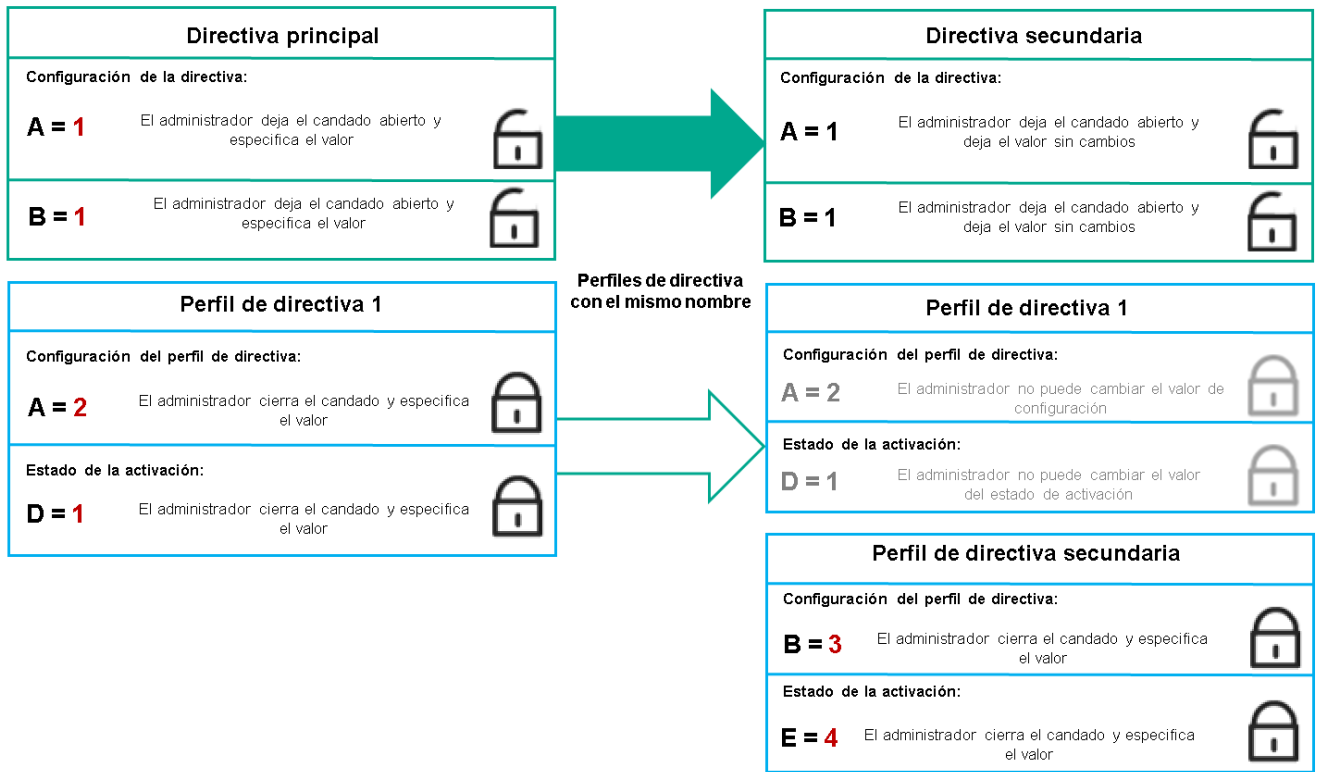 Directiva principal
Configuración de la directiva:
A = 1
El administrador deja el candado abierto y
especifica el valor
B = 1
El administrador deja el candado abierto y
especifica el valor
Directiva secundaria
Configuración de la directiva:
A = 1
El administrador deja el candado abierto y
deja el valor sin cambios
B = 1
El administrador deja el candado abierto y
deja el valor sin cambios
Perfiles de directiva
con el mismo nombre
Perfil de directiva 1
Configuración del perfil de directiva:
A = 2
El administrador cierra el candado y especifica
el valor
Estado de la activación:
D = 1
El administrador cierra el candado y especifica
el valor
Perfil de directiva 1
Configuración del perfil de directiva:
A = 2
El administrador no puede cambiar el valor de
configuración
Estado de la activación:
D = 1
El administrador no puede cambiar el valor
del estado de activación
Perfil de directiva secundaria
Configuración del perfil de directiva:
B = 3
El administrador cierra el candado y especifica
el valor
Estado de la activación:
E = 4
El administrador cierra el candado y especifica
el valor